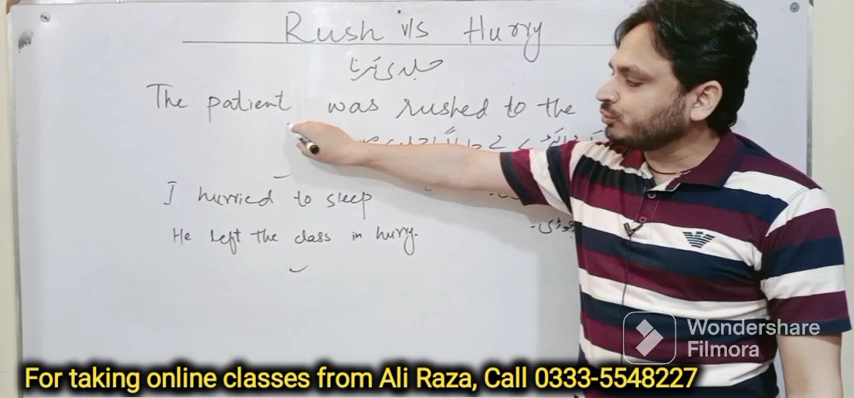 Rush v/s Hurry
جلدی کرنا
The patient was rushed to the
I hurried to sleep
He left the class in hurry.
Wondershare
Filmora
For taking online classes from Ali Raza, Call 0333-5548227